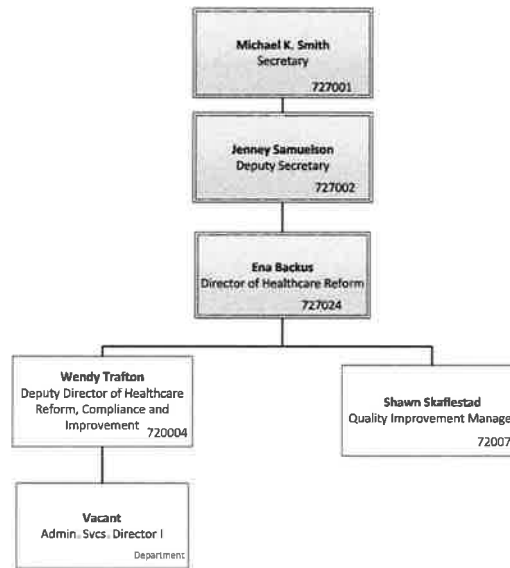 Michael K. Smith
Secretary
727001
Jenney Samuelson
Deputy Secretary
727002
Ena Backus
Director of Healthcare Reform
727024
Wendy Trafton
Deputy Director of Healthcare
Reform, Compliance and
Improvement
720004
Shawn Skaflestad
Quality Improvement Manage
72007
Vacant
Admin. Svcs. Director I
Department